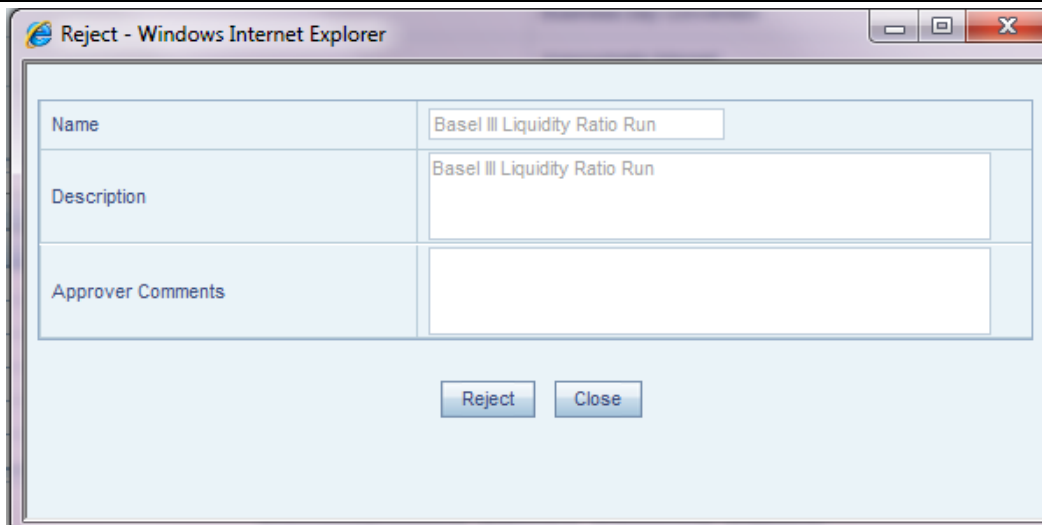 Reject - Windows Internet Explorer
Name
Basel III Liquidity Ratio Run
Description
Basel III Liquidity Ratio Run
Approver Comments
Reject
Close